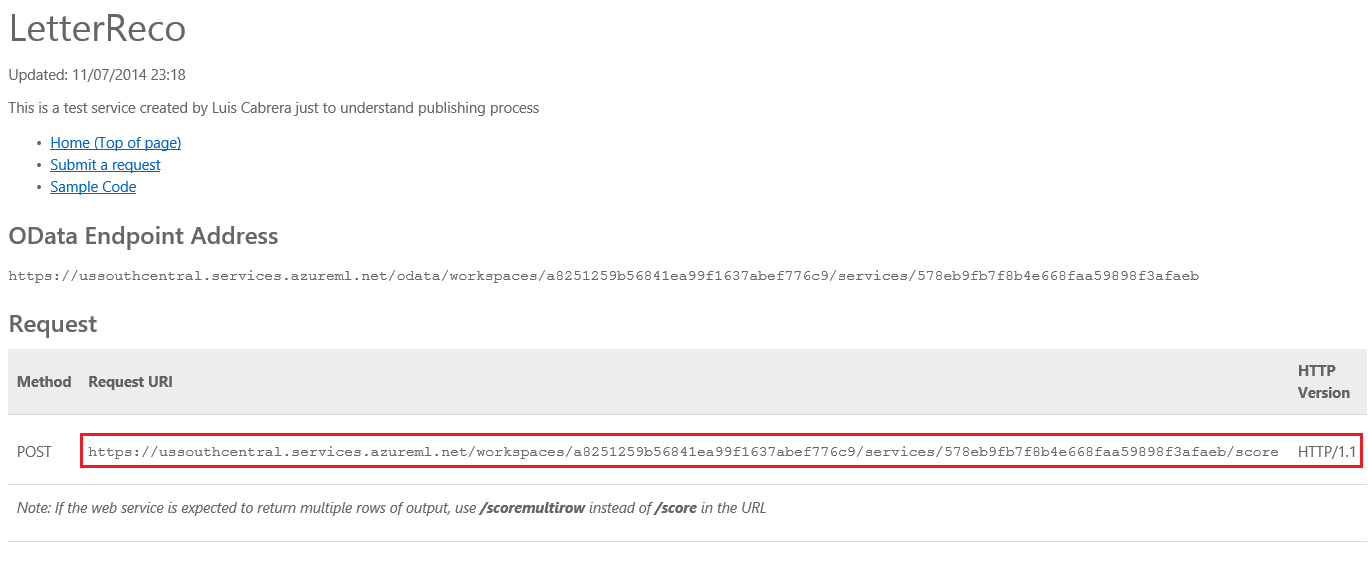 LetterReco
Updated: 11/07/2014 23:18
This is a test service created by Luis Cabrera just to understand publishing process
• Home (Top of page)
• Submit a request
• Sample Code
OData Endpoint Address
https://ussouthcentral.services.azureml.net/odata/workspaces/a8251259b56841ea99f1637abef776c9/services/578eb9fb7f8b4e668faa59898f3afaeb
Request
Method Request URI HTTP Version
POST https://ussouthcentral.services.azureml.net/workspaces/a8251259b56841ea99f1637abef776c9/services/578eb9fb7f8b4e668faa59898f3afaeb/score HTTP/1.1
Note: If the web service is expected to return multiple rows of output, use /scoremultirow instead of /score in the URL